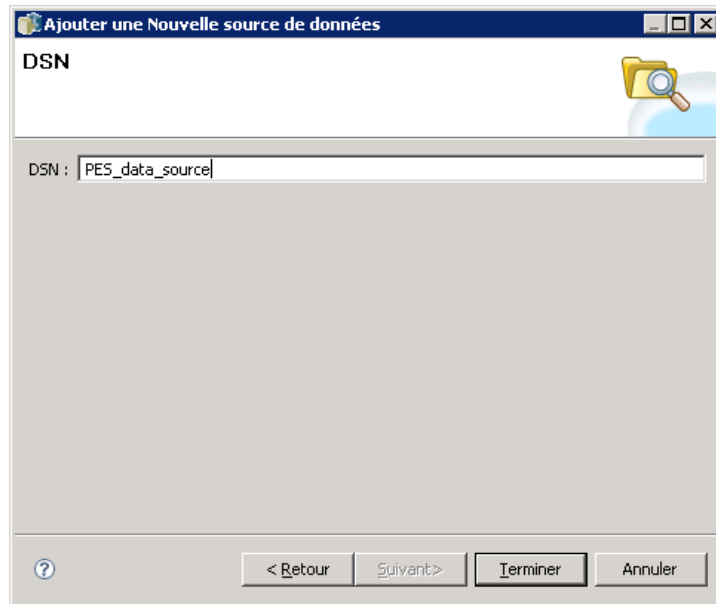 Ajouter une Nouvelle source de données
DSN
DSN : PES_data_source
?
< Retour Suivant> Terminer Annuler